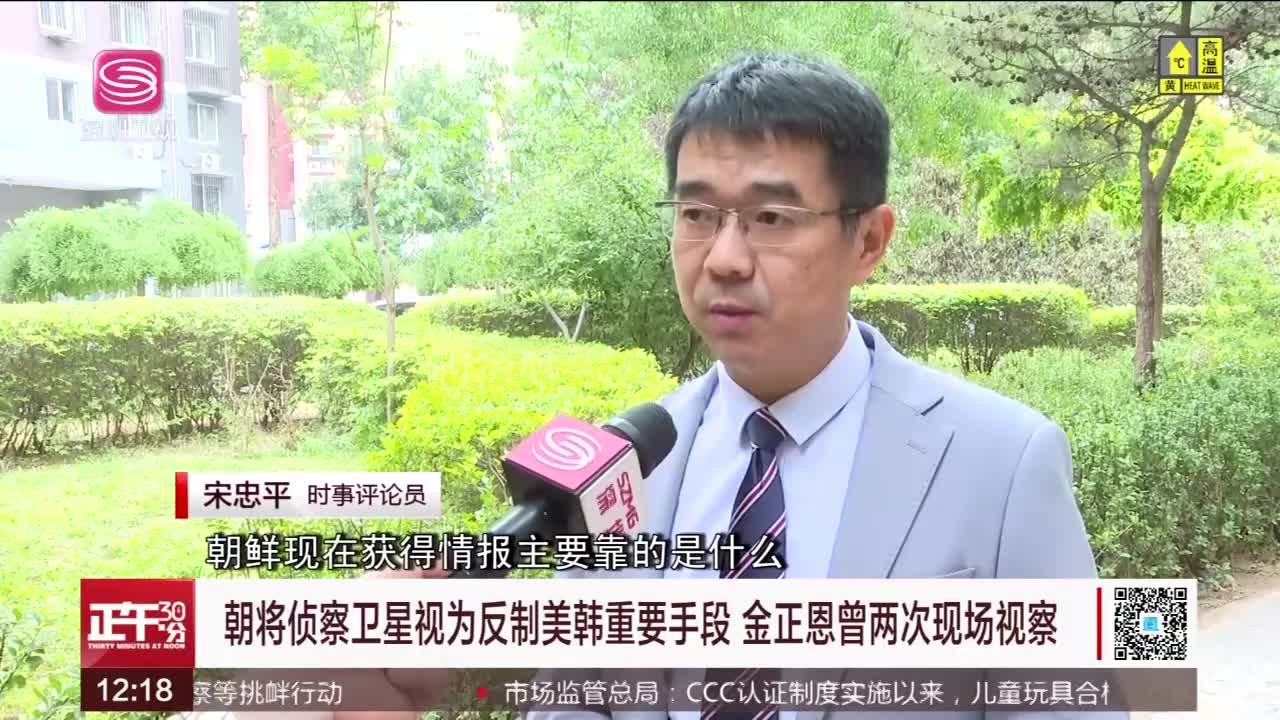 高温
℃
黄 HEAT WAVE
SZMG
宋忠平 时事评论员
朝鲜现在获得情报主要靠的是什么
正午30分
THIRTY MINUTES AT NOON
朝将侦察卫星视为反制美韩重要手段 金正恩曾两次现场视察
12:18
察等挑衅行动 市场监管总局：CCC认证制度实施以来，儿童玩具合格